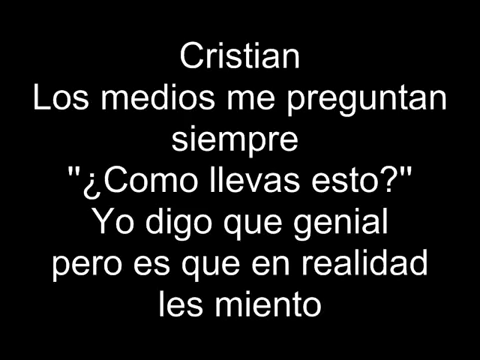 Cristian
Los medios me preguntan
siempre
"¿Como llevas esto?"
Yo digo que genial
pero es que en realidad
les miento